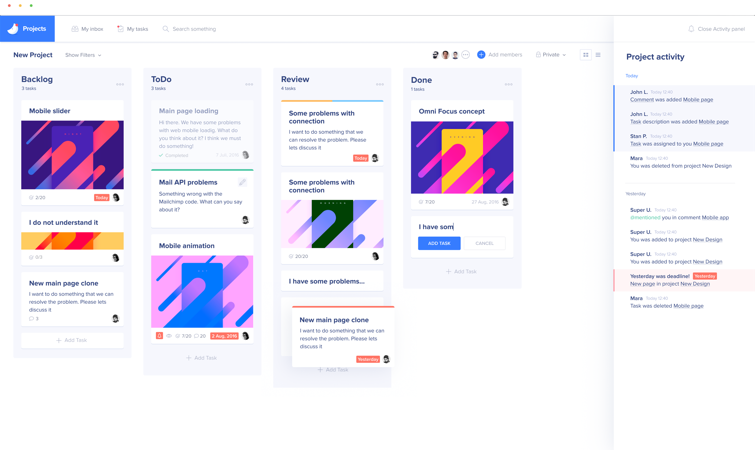 Projects
My inbox
My tasks
Search something
Close Activity panel
New Project
Show Filters
Add members
Private
Backlog
3 tasks
Mobile slider
2/20
Today
I do not understand it
0/3
New main page clone
I want to do something that we can
resolve the problem. Please lets
discuss it
3
+ Add Task
ToDo
3 tasks
Main page loading
Hi there. We have some problems
with web mobile loadig. What do
you think about it? I think we must
do something!
Completed
Mail API problems
Something wrong with the
Mailchimp code. What can you say
about it?
Mobile animation
1/20
20
2 Aug, 2016
+ Add Task
Review
4 tasks
Some problems with
connection
I want to do something that we
can resolve the problem. Please
lets discuss it
Today
Some problems with
connection
20/20
I have some problems...
New main page clone
I want to do something that we can
resolve the problem. Please lets
discuss it
Yesterday
+ Add Task
Done
1 tasks
Omni Focus concept
7/20
27 Aug, 2016
I have som
ADD TASK
CANCEL
+ Add Task
Project activity
Today
John L. Today 12:40
Comment was added Mobile page
John L. Today 12:40
Task description was added Mobile page
Stan P. Today 12:40
Task was assigned to you Mobile page
Mara Today 12:40
You was deleted from project New Design
Yesterday
Super U. Today 12:40
@mentioned you in comment Mobile app
Super U. Today 12:40
You was added to project New Design
Super U. Today 12:40
You was added to project New Design
Yesterday was deadline! Yesterday
New page in project New Design
Mara Today 12:40
Task was deleted Mobile page